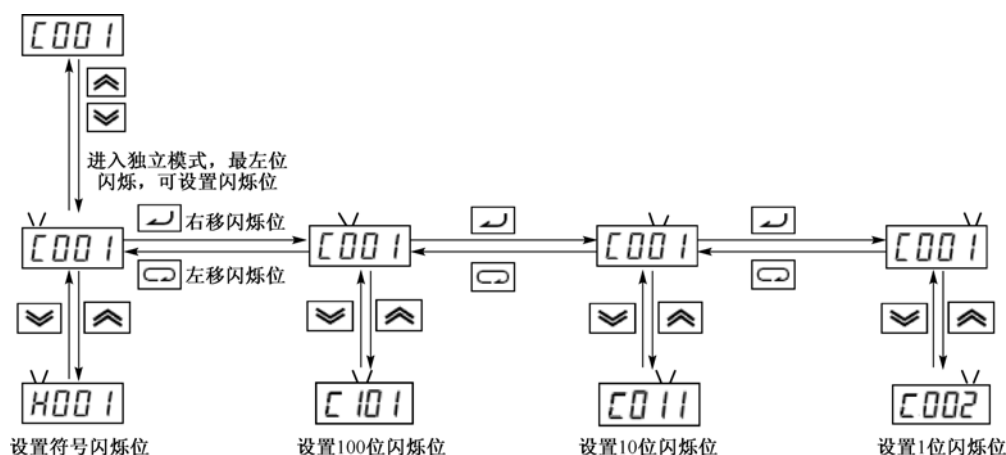 C001
进入独立模式，最左位
闪烁，可设置闪烁位
右移闪烁位
C001 C001 C001 C001
左移闪烁位
H001 C101 C011 C002
设置符号闪烁位 设置100位闪烁位 设置10位闪烁位 设置1位闪烁位